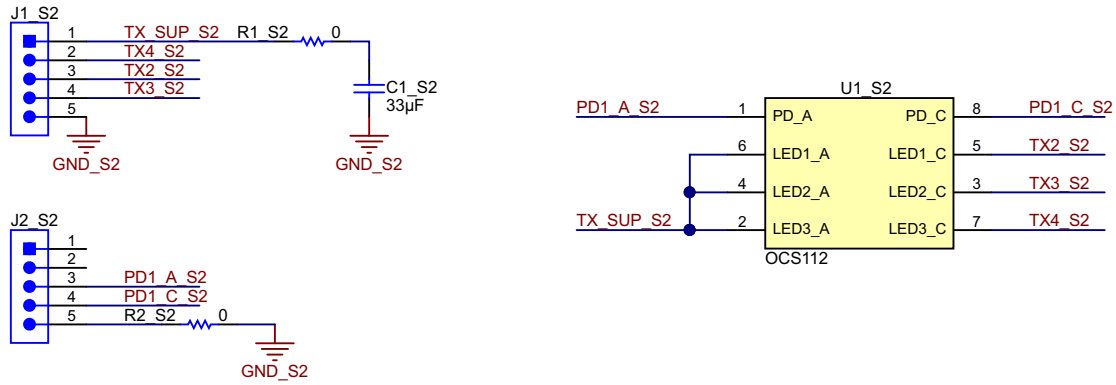 J1_S2
1 TX_SUP_S2 R1_S2 0
2 TX4_S2
3 TX2_S2
4 TX3_S2
5
C1_S2
33µF
GND_S2
GND_S2
J2_S2
1
2
3 PD1_A_S2
4 PD1_C_S2
5 R2_S2 0
GND_S2
U1_S2
PD1_A_S2 1 PD_A PD_C 8 PD1_C_S2
6 LED1_A LED1_C 5 TX2_S2
4 LED2_A LED2_C 3 TX3_S2
TX_SUP_S2 2 LED3_A LED3_C 7 TX4_S2
OCS112